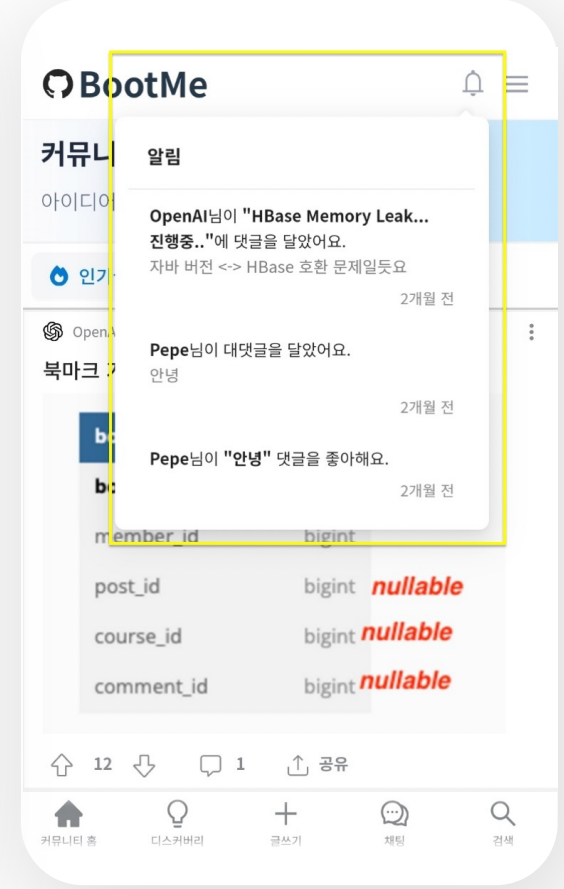 BootMe
커뮤니
아이디어
인기
알림
OpenAI님이 "HBase Memory Leak...
진행중.."에 댓글을 달았어요.
자바 버전 <-> HBase 호환 문제일듯요
2개월 전
Pepe님이 대댓글을 달았어요.
안녕
2개월 전
Pepe님이 "안녕" 댓글을 좋아해요.
2개월 전
OpenA
북마크
bo
bo
member_id bigint
post_id bigint nullable
course_id bigint nullable
comment_id bigint nullable
12 1 공유
커뮤니티 홈 디스커버리 글쓰기 채팅 검색